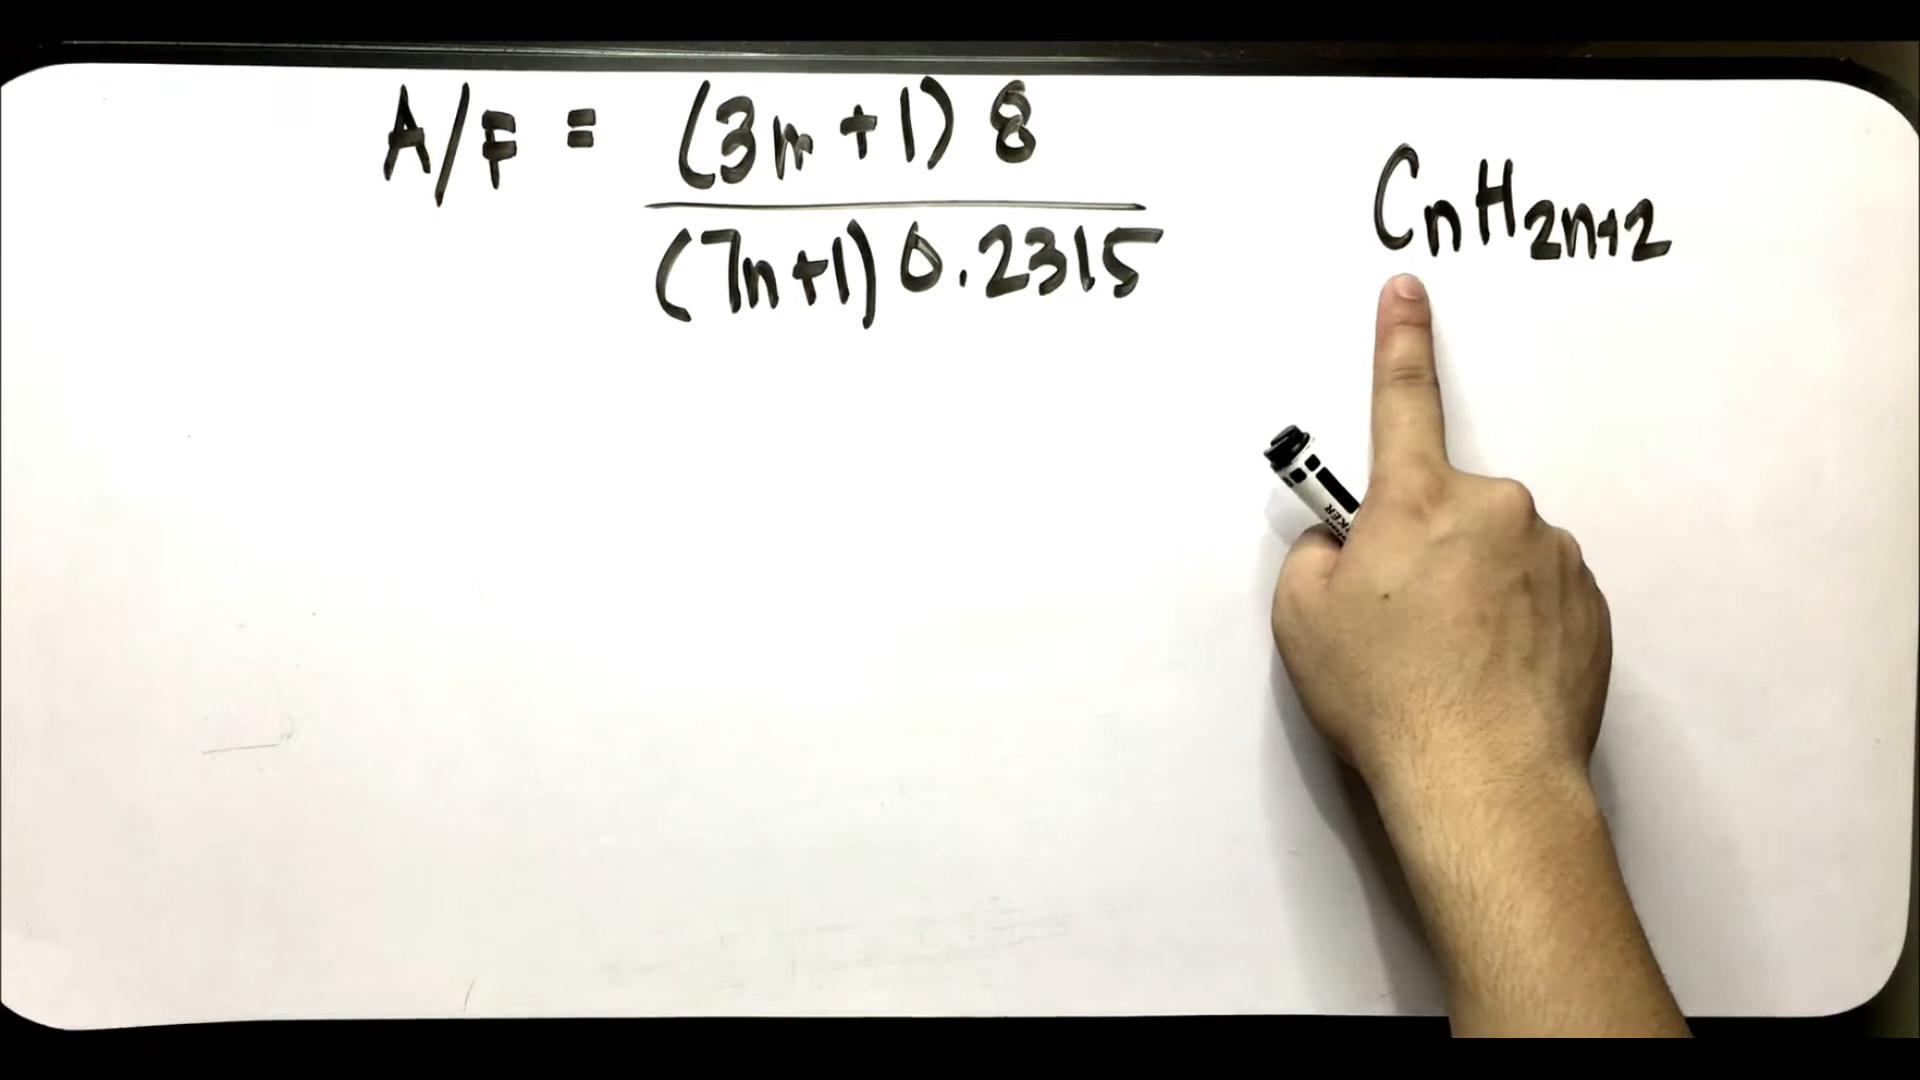 A/F = (3n+1) 8
(7n+1) 0.2315
CnH2n+2